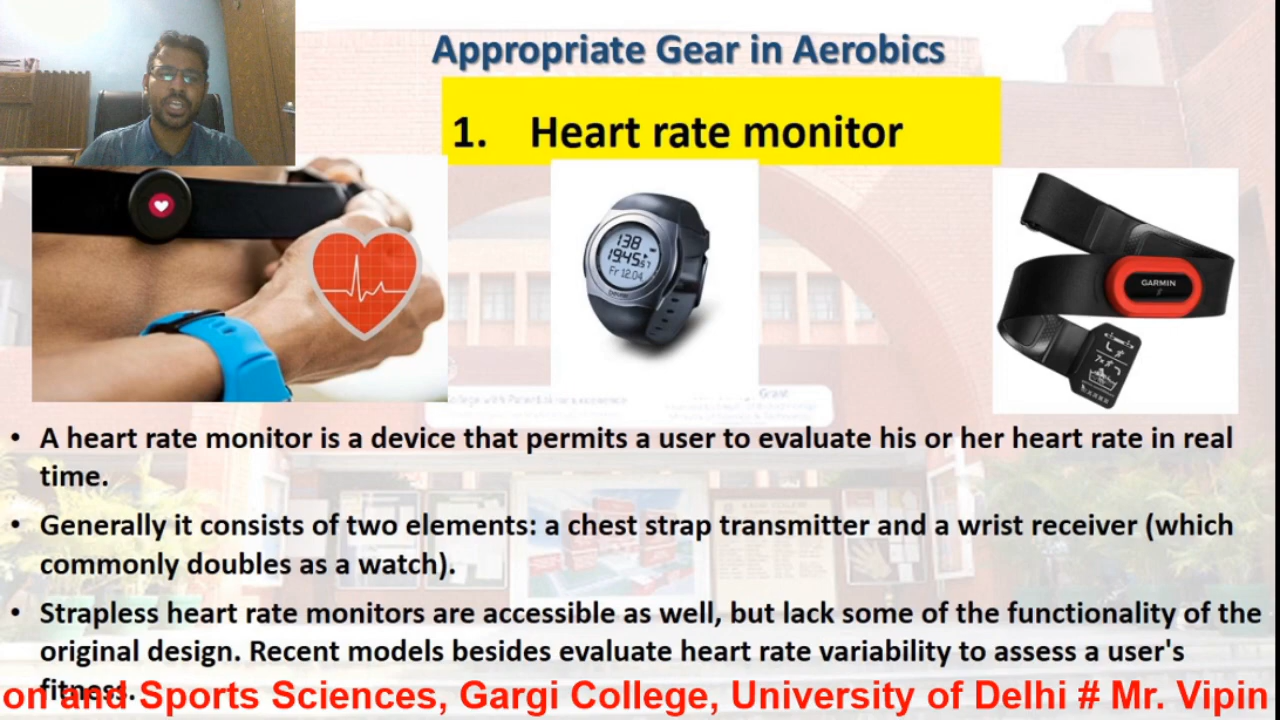 Appropriate Gear in Aerobics
1. Heart rate monitor
138
19:45:57
Fr 12.04
GARMIN
• A heart rate monitor is a device that permits a user to evaluate his or her heart rate in real
time.
• Generally it consists of two elements: a chest strap transmitter and a wrist receiver (which
commonly doubles as a watch).
• Strapless heart rate monitors are accessible as well, but lack some of the functionality of the
original design. Recent models besides evaluate heart rate variability to assess a user's
fitness.
on and Sports Sciences, Gargi College, University of Delhi # Mr. Vipin